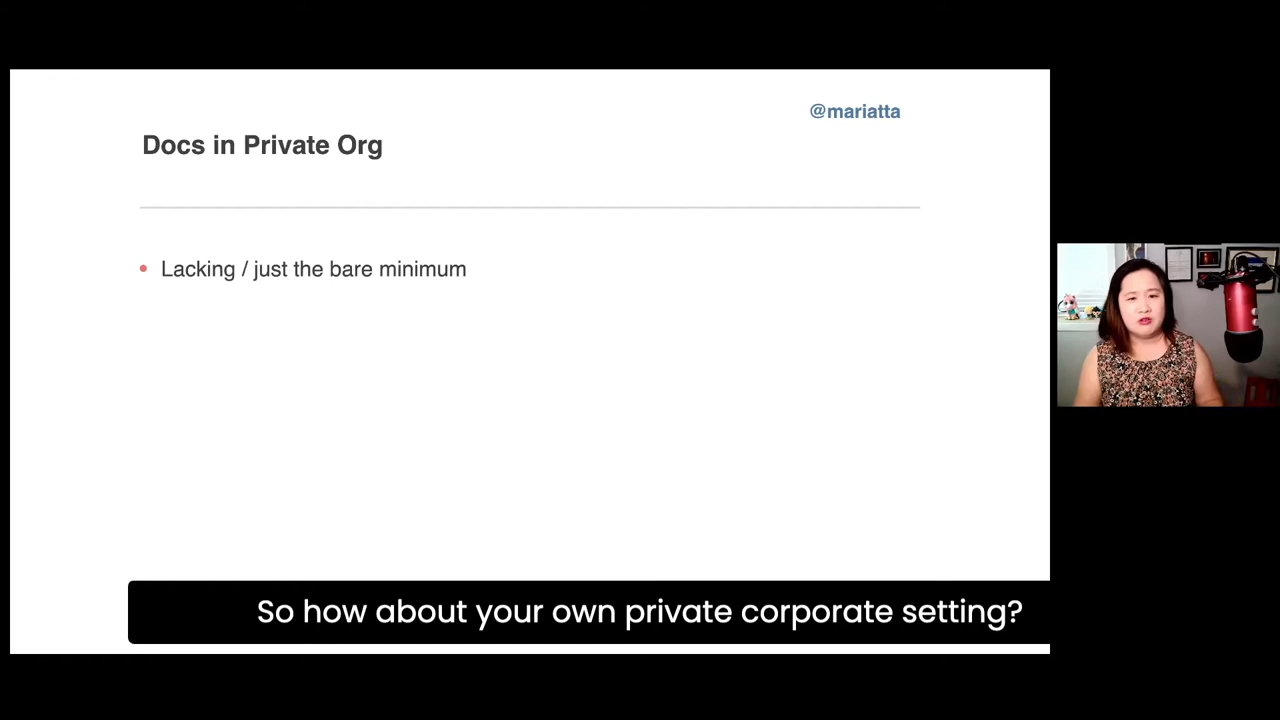 @mariatta
Docs in Private Org
• Lacking / just the bare minimum
So how about your own private corporate setting?